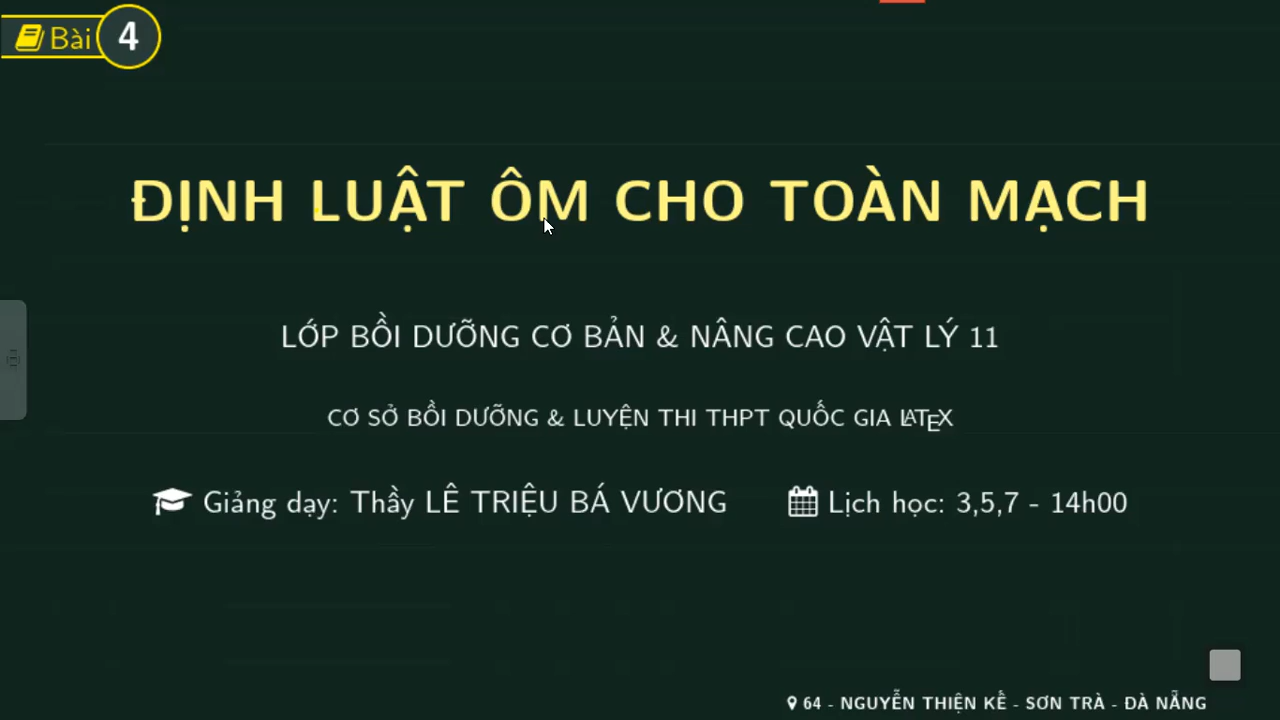 Bài 4
ĐỊNH LUẬT ÔM CHO TOÀN MẠCH
LỚP BỒI DƯỠNG CƠ BẢN & NÂNG CAO VẬT LÝ 11
CƠ SỞ BỒI DƯỠNG & LUYỆN THI THPT QUỐC GIA LATEX
Giảng dạy: Thầy LÊ TRIỆU BÁ VƯƠNG Lịch học: 3,5,7 - 14h00
64 - NGUYỄN THIỆN KẾ - SƠN TRÀ - ĐÀ NẴNG